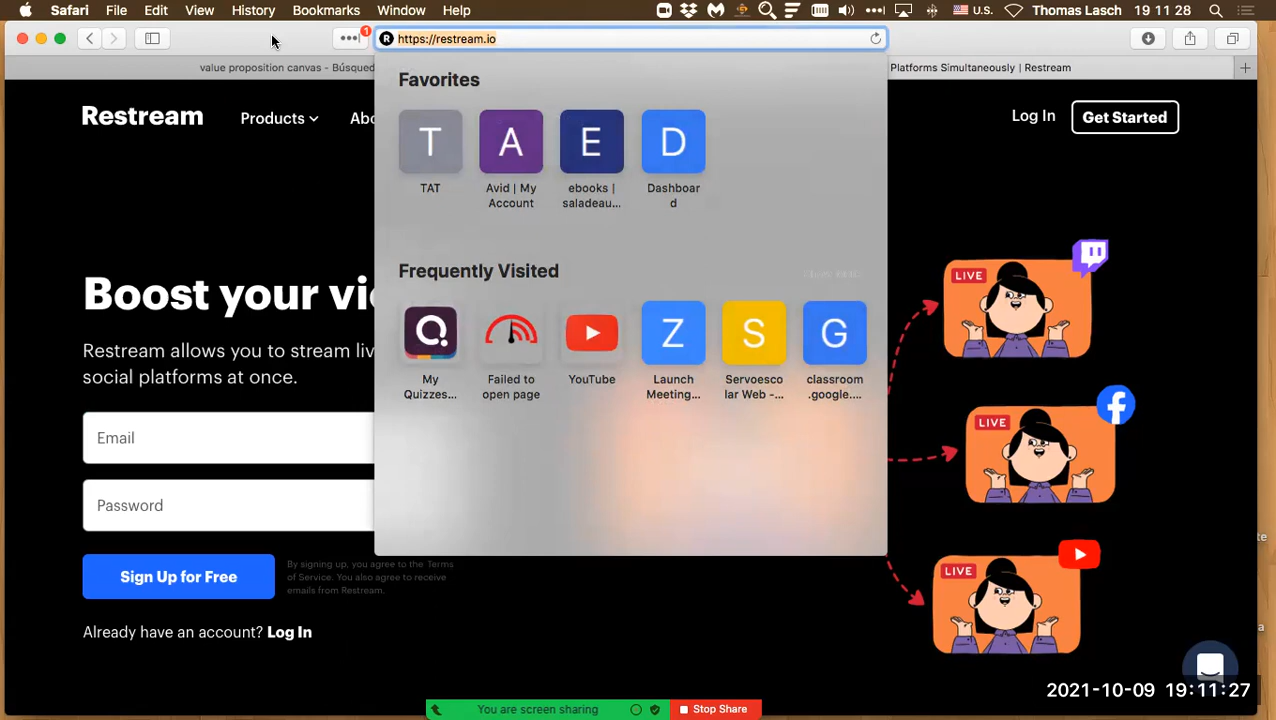 Safari File Edit View History Bookmarks Window Help U.S. Thomas Lasch 19 11 28
1
R https://restream.io
value proposition canvas - Búsqued
Platforms Simultaneously | Restream
Restream Products Abo
Log In Get Started
Favorites
T A E D
TAT Avid | My Account ebooks | saladeau... Dashboard
Frequently Visited
Q Z S G
My Quizzes... Failed to open page YouTube Launch Meeting... Servoescolar Web -... classroom.google....
Boost your vi
Restream allows you to stream liv
social platforms at once.
Email
Password
Sign Up for Free
By signing up, you agree to the Terms
of Service. You also agree to receive
emails from Restream.
Already have an account? Log In
LIVE
LIVE
LIVE
2021-10-09 19:11:27
You are screen sharing Stop Share